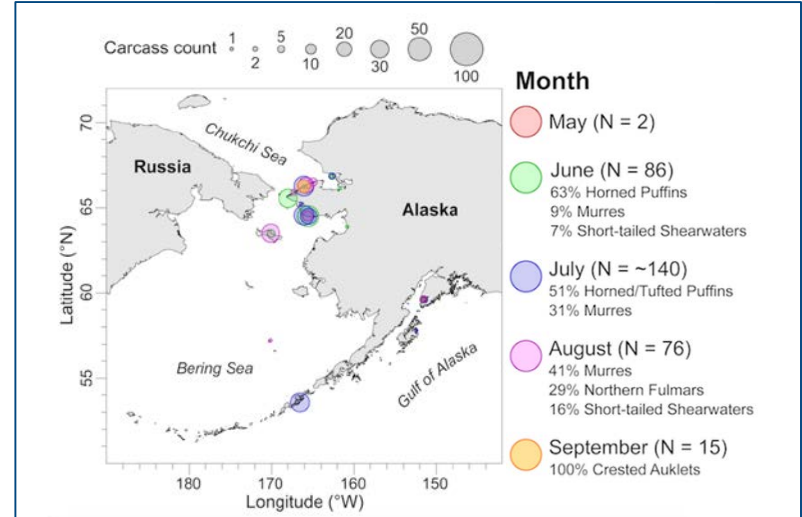 Carcass count
1 5 20 50
2 10 30 100
Month
May (N = 2)
June (N = 86)
63% Horned Puffins
9% Murres
7% Short-tailed Shearwaters
July (N = ~140)
51% Horned/Tufted Puffins
31% Murres
August (N = 76)
41% Murres
29% Northern Fulmars
16% Short-tailed Shearwaters
September (N = 15)
100% Crested Auklets
Chukchi Sea
Russia
Alaska
Bering Sea
Gulf of Alaska
Latitude (°N)
70
65
60
55
180 170 160 150
Longitude (°W)